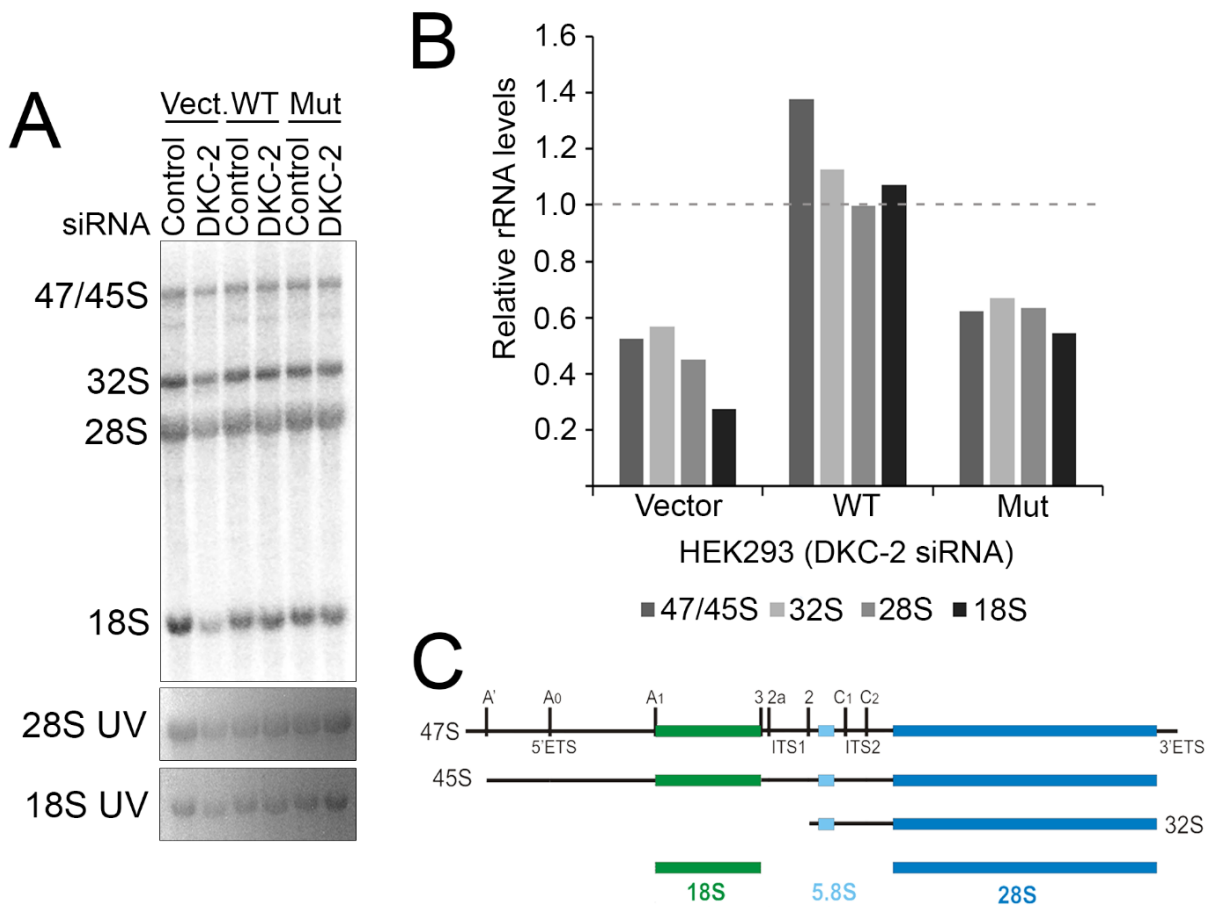 A
Vect. WT Mut
siRNA Control DKC-2 Control DKC-2 Control DKC-2
47/45S
32S
28S
18S
28S UV
18S UV
B
Relative rRNA levels
1.6
1.4
1.2
1.0
0.8
0.6
0.4
0.2
Vector WT Mut
HEK293 (DKC-2 siRNA)
47/45S 32S 28S 18S
C
A' A0 A1 3 2a 2 C1 C2
47S
5'ETS ITS1 ITS2 3'ETS
45S
32S
18S 5.8S 28S